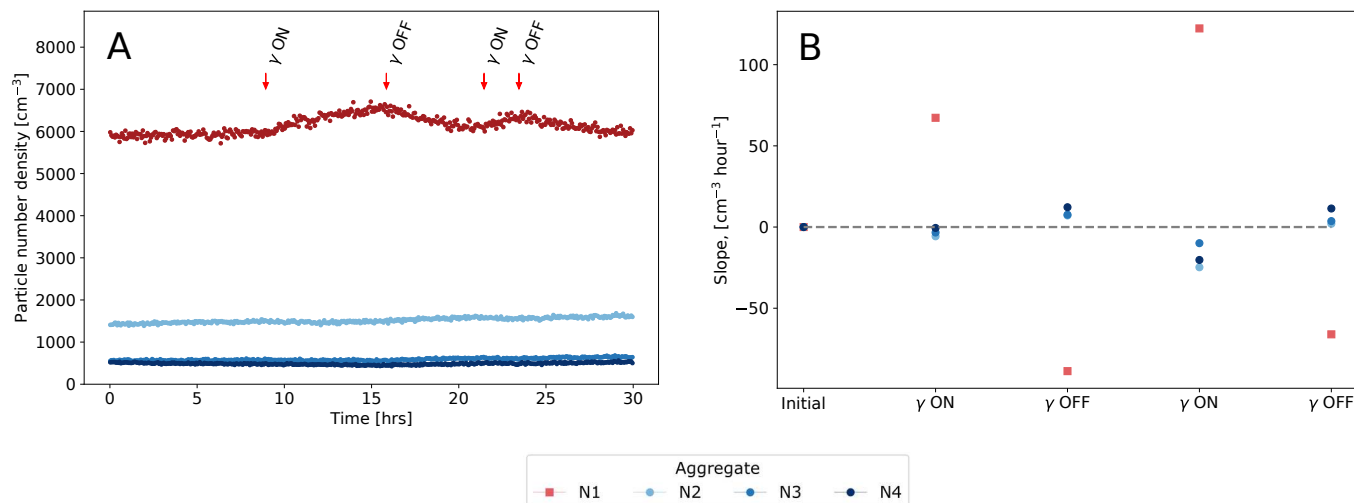 A
γ ON
γ OFF
γ ON
γ OFF
Particle number density [cm⁻³]
8000
7000
6000
5000
4000
3000
2000
1000
0
0 5 10 15 20 25 30
Time [hrs]
B
Slope, [cm⁻³ hour⁻¹]
100
50
0
−50
Initial γ ON γ OFF γ ON γ OFF
Aggregate
N1 N2 N3 N4